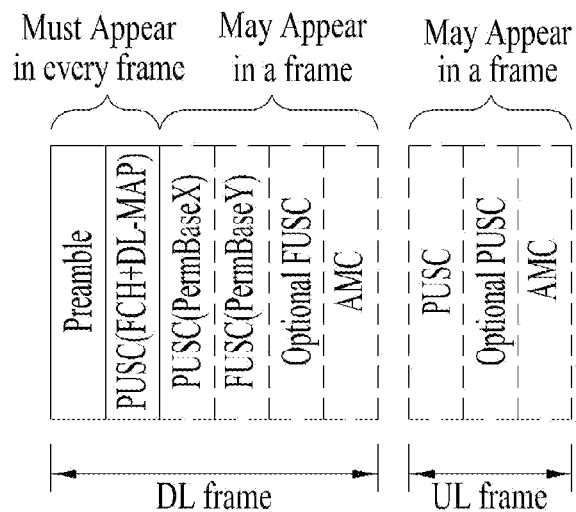 Must Appear
in every frame
May Appear
in a frame
May Appear
in a frame
Preamble
PUSC(FCH+DL-MAP)
PUSC(PermBaseX)
FUSC(PermBaseY)
Optional FUSC
AMC
PUSC
Optional PUSC
AMC
DL frame
UL frame